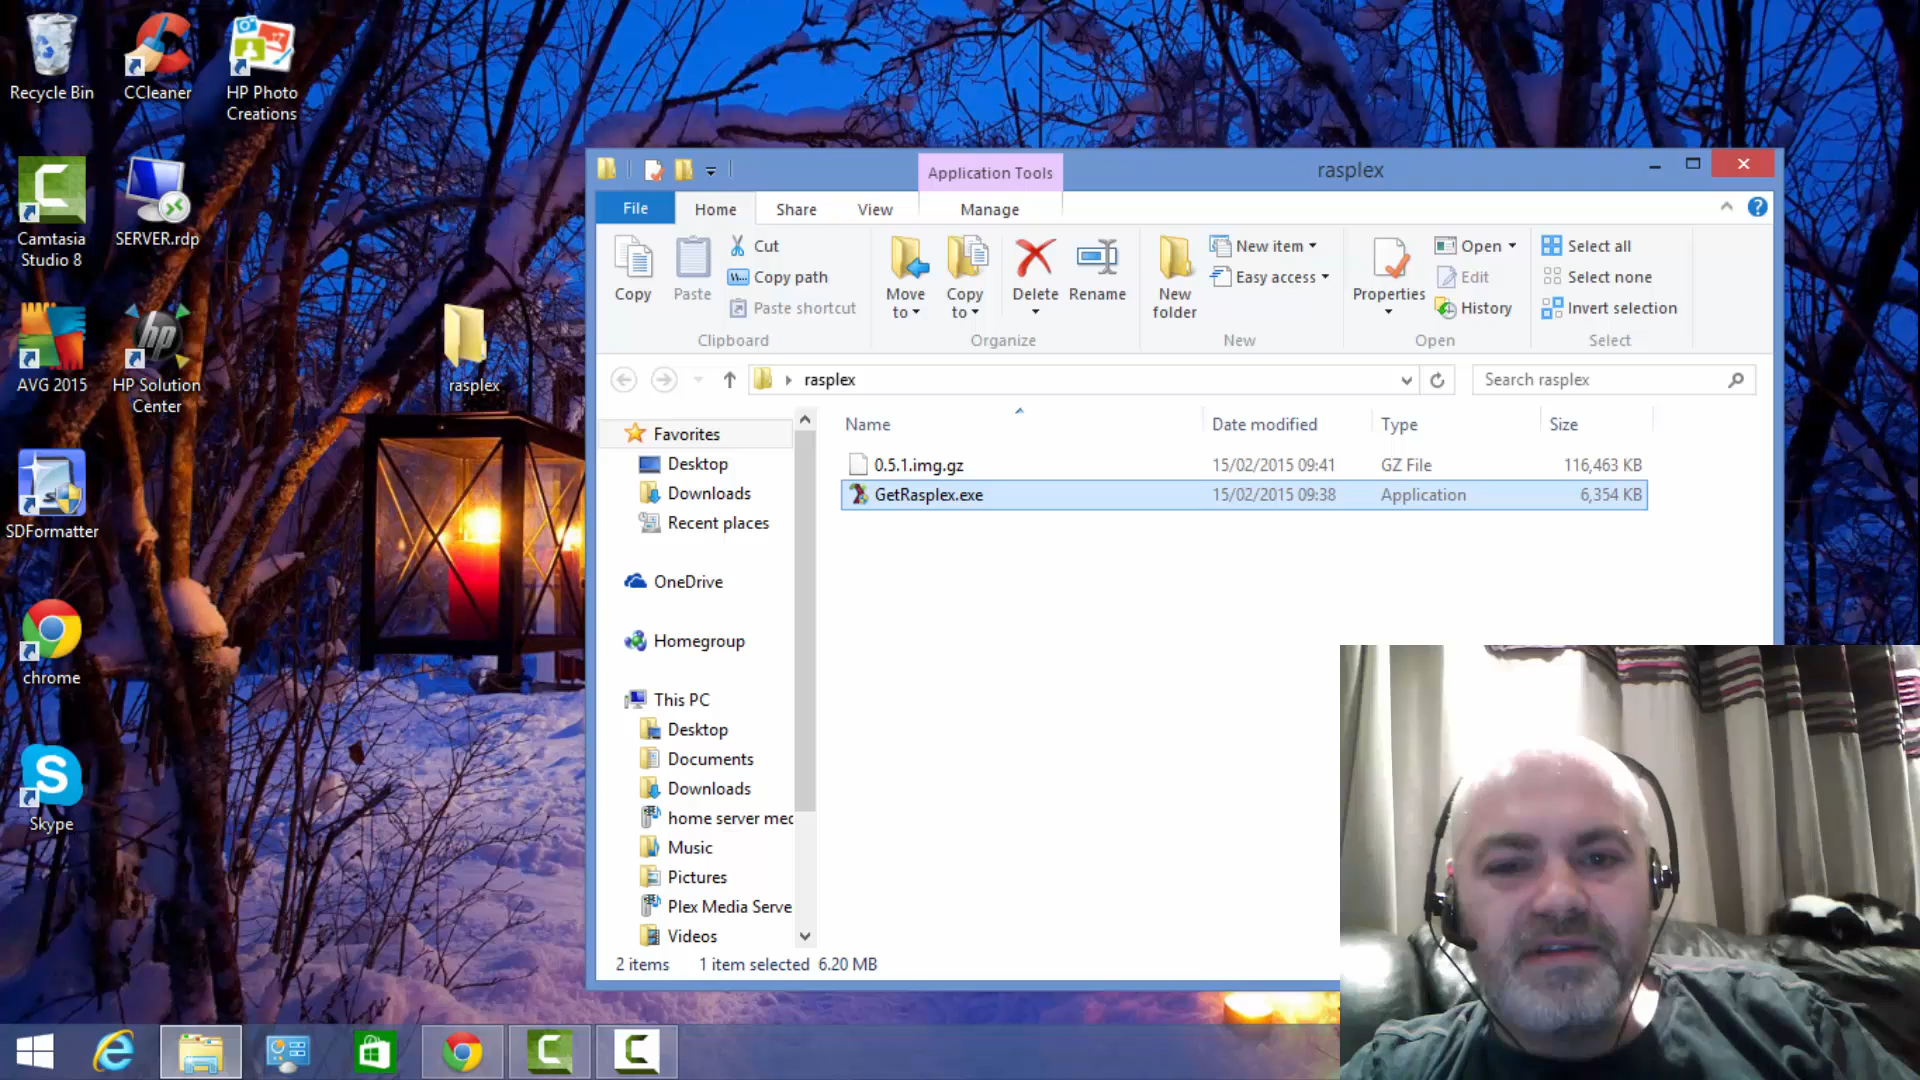 Recycle Bin
CCleaner
HP Photo
Creations
Camtasia
Studio 8
SERVER.rdp
AVG 2015
HP Solution
Center
rasplex
SDFormatter
chrome
Skype
Application Tools
rasplex
File
Home
Share
View
Manage
Copy
Paste
Cut
Copy path
Paste shortcut
Clipboard
Move
to
Copy
to
Delete
Rename
Organize
New
folder
New item
Easy access
New
Properties
Open
Edit
History
Open
Select all
Select none
Invert selection
Select
rasplex
Search rasplex
Name
Date modified
Type
Size
0.5.1.img.gz
15/02/2015 09:41
GZ File
116,463 KB
GetRasplex.exe
15/02/2015 09:38
Application
6,354 KB
Favorites
Desktop
Downloads
Recent places
OneDrive
Homegroup
This PC
Desktop
Documents
Downloads
home server med
Music
Pictures
Plex Media Serve
Videos
2 items
1 item selected 6.20 MB